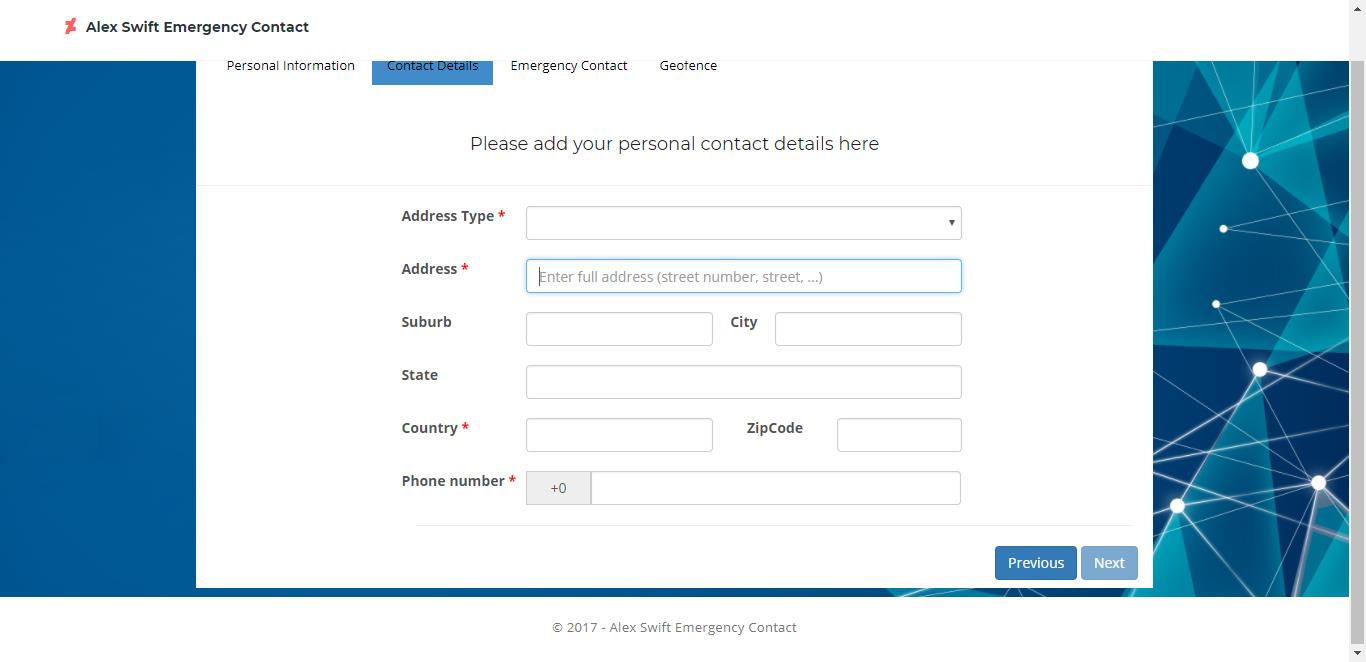 Alex Swift Emergency Contact
Personal Information Contact Details Emergency Contact Geofence
Please add your personal contact details here
Address Type *
Address * Enter full address (street number, street, ...)
Suburb City
State
Country * ZipCode
Phone number * +0
Previous Next
© 2017 - Alex Swift Emergency Contact